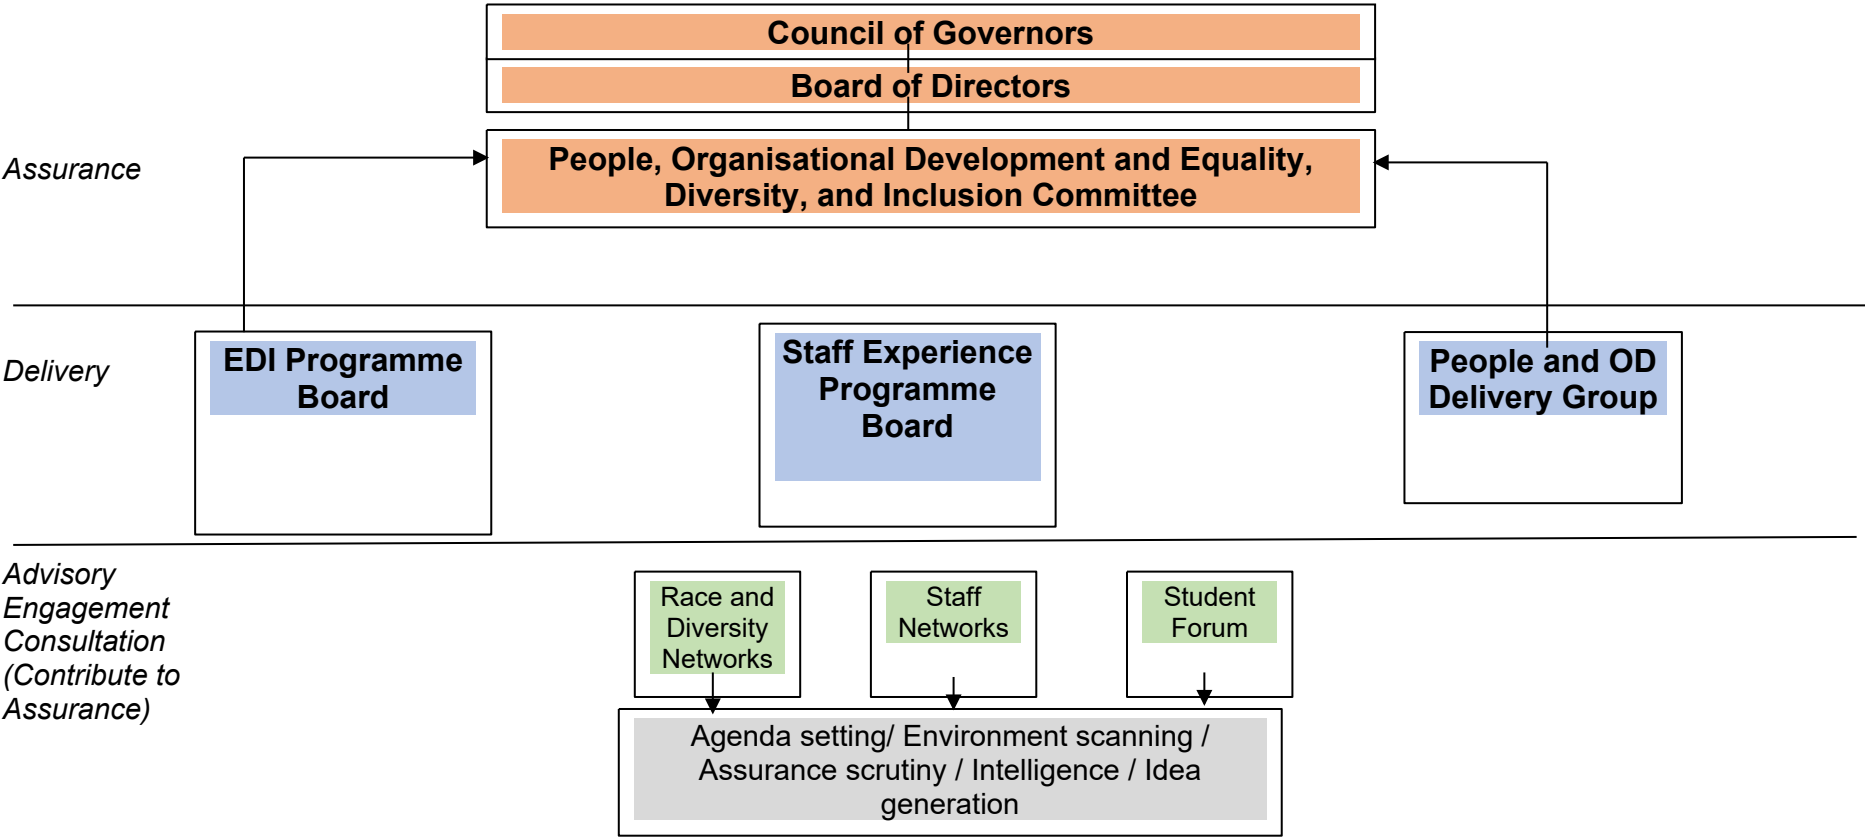 Council of Governors
Board of Directors
Assurance
People, Organisational Development and Equality,
Diversity, and Inclusion Committee
Delivery
EDI Programme
Board
Staff Experience
Programme
Board
People and OD
Delivery Group
Advisory
Engagement
Consultation
(Contribute to
Assurance)
Race and
Diversity
Networks
Staff
Networks
Student
Forum
Agenda setting/ Environment scanning /
Assurance scrutiny / Intelligence / Idea
generation